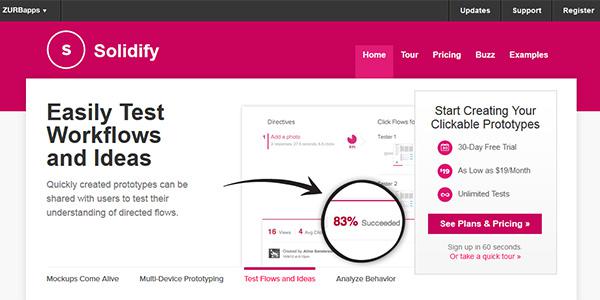 ZURBapps ▾ Updates Support Register
S Solidify Home Tour Pricing Buzz Examples
Easily Test
Workflows
and Ideas
Quickly created prototypes can be
shared with users to test their
understanding of directed flows.
Directives Click Flows for
1 Add a photo
Tester 1
Tester 2
83% Succeeded
16 Views 4 Avg Cli
Created by
Start Creating Your
Clickable Prototypes
30-Day Free Trial
$19 As Low as $19/Month
Unlimited Tests
See Plans & Pricing »
Sign up in 60 seconds.
Or take a quick tour »
Mockups Come Alive Multi-Device Prototyping Test Flows and Ideas Analyze Behavior